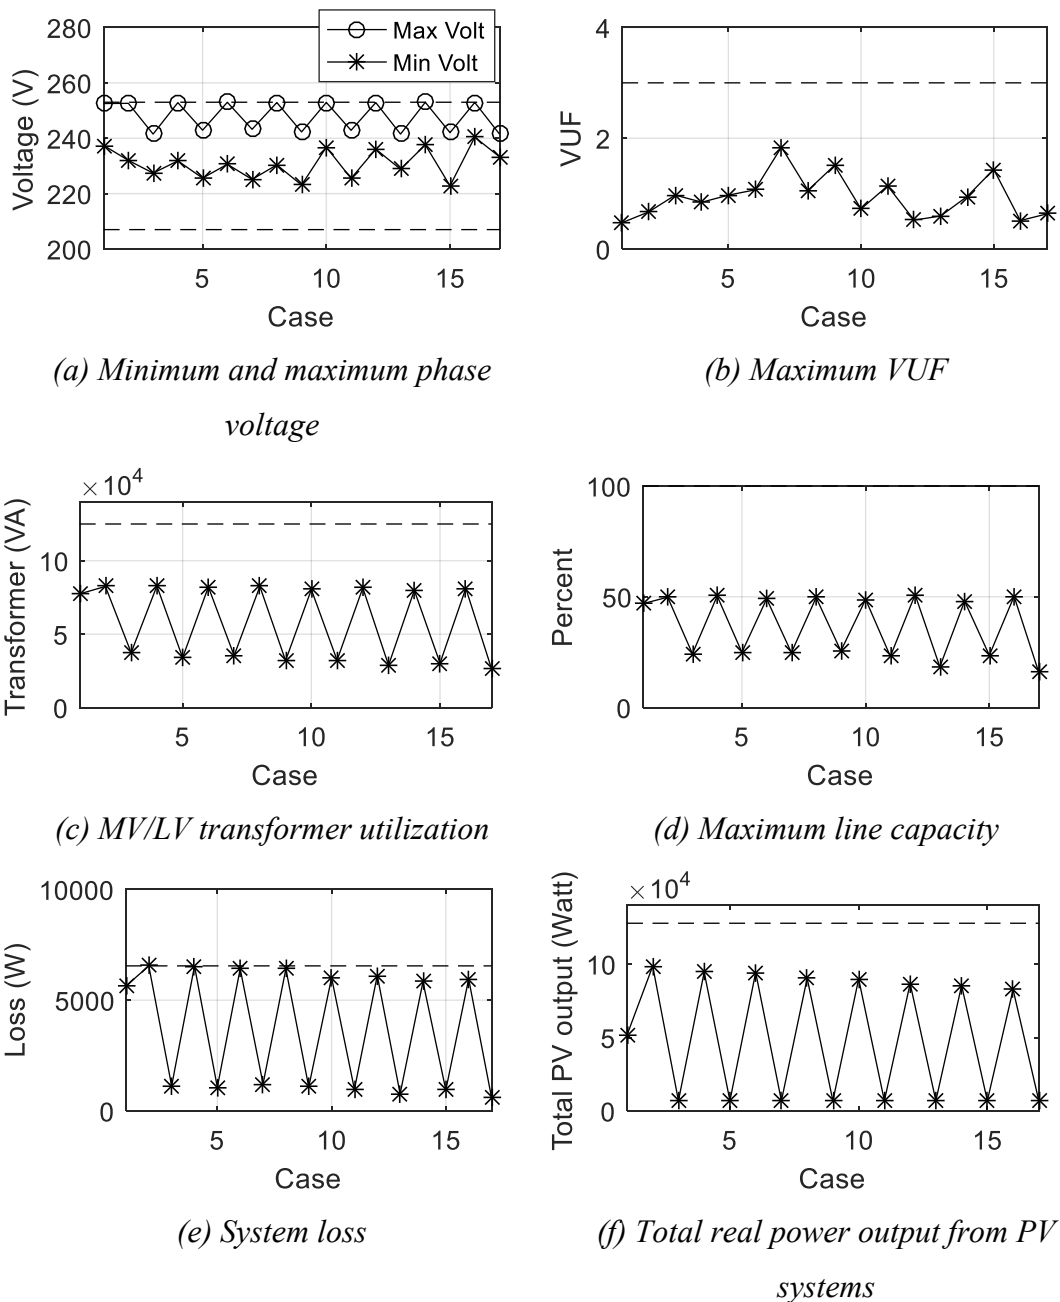 280
260
240
220
200
Voltage (V)
Max Volt
Min Volt
5 10 15
Case
(a) Minimum and maximum phase
voltage
4
2
0
VUF
5 10 15
Case
(b) Maximum VUF
×10⁴
10
5
0
Transformer (VA)
5 10 15
Case
(c) MV/LV transformer utilization
100
50
0
Percent
5 10 15
Case
(d) Maximum line capacity
10000
5000
0
Loss (W)
5 10 15
Case
(e) System loss
×10⁴
10
5
0
Total PV output (Watt)
5 10 15
Case
(f) Total real power output from PV
systems